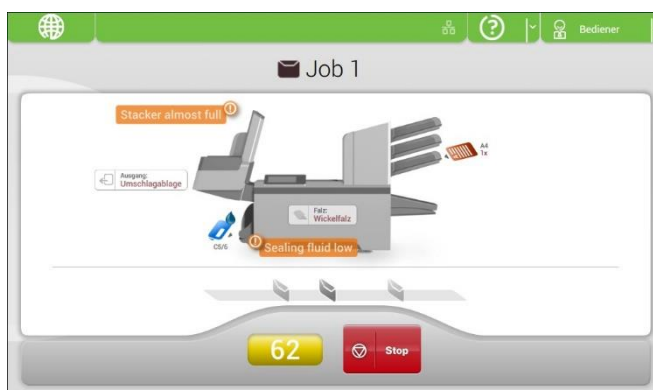 Bediener
Job 1
Stacker almost full
A4
1x
Ausgang:
Umschlagablage
Falz:
Wickelfalz
C5/6
Sealing fluid low
62
Stop